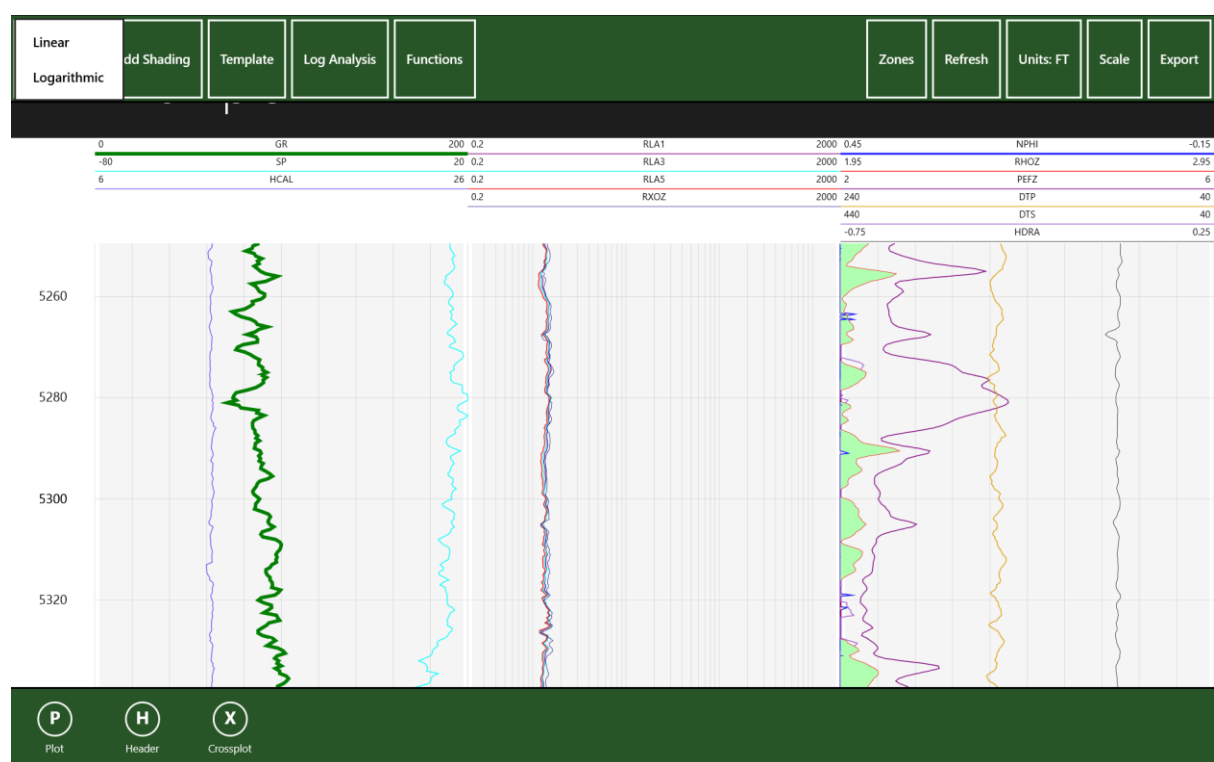 Linear
Logarithmic
dd Shading
Template
Log Analysis
Functions
Zones
Refresh
Units: FT
Scale
Export
0 GR 200
-80 SP 20
6 HCAL 26
0.2 RLA1 2000
0.2 RLA3 2000
0.2 RLA5 2000
0.2 RXOZ 2000
0.45 NPHI -0.15
1.95 RHOZ 2.95
2 PEFZ 6
240 DTP 40
440 DTS 40
-0.75 HDRA 0.25
5260
5280
5300
5320
P
Plot
H
Header
X
Crossplot